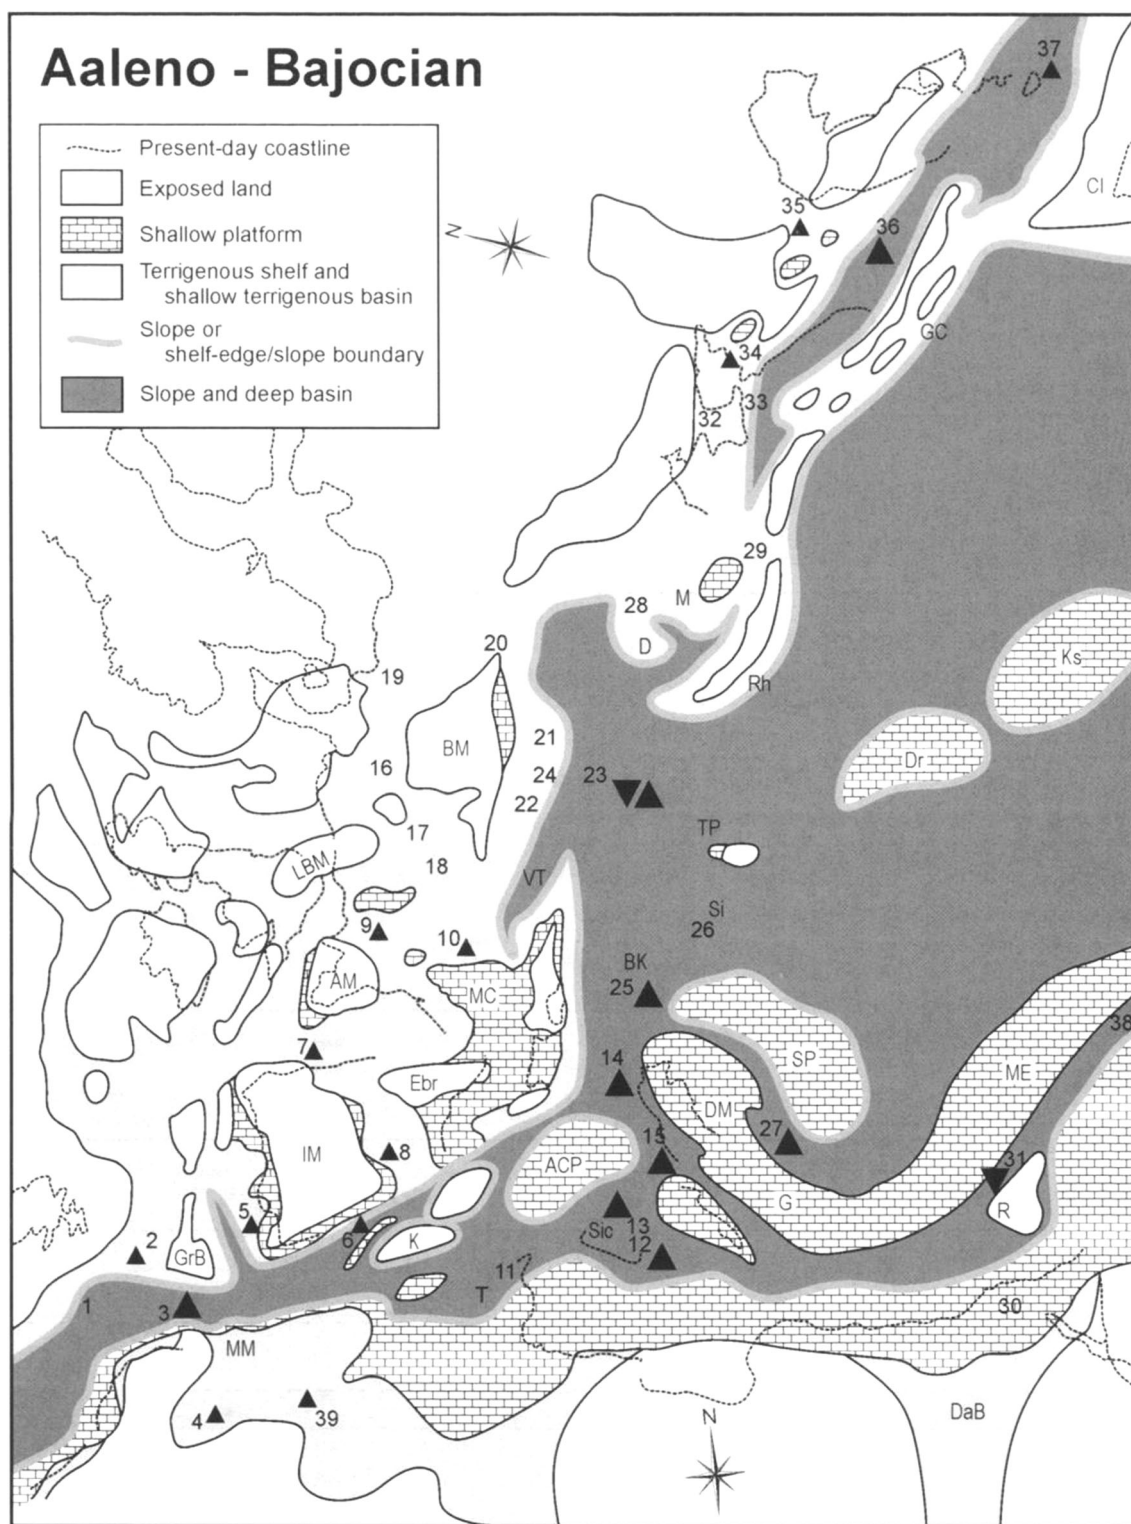 Aaleno - Bajocian
Present-day coastline
Exposed land
Shallow platform
Terrigenous shelf and
shallow terrigenous basin
Slope or
shelf-edge/slope boundary
Slope and deep basin
37
CI
N
35
36
GC
34
33
32
29
M
28
D
Rh
20
Ks
19
BM
21
Dr
16
24
23
22
17
TP
LBM
18
VT
Si
26
9
10
BK
AM
MC
25
38
7
14
SP
ME
Ebr
DM
27
IM
8
15
31
ACP
G
R
5
6
13
2
K
Sic
12
GrB
11
1
3
T
30
MM
4
39
N
DaB